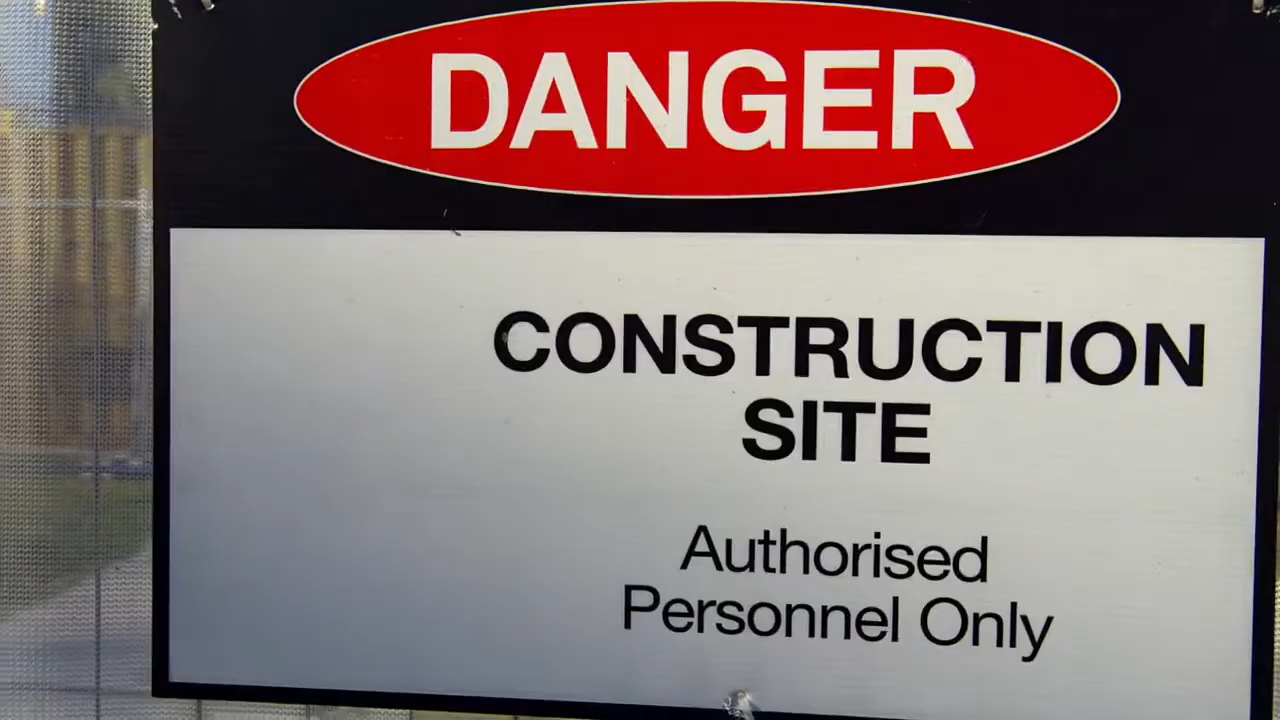 DANGER
CONSTRUCTION
SITE
Authorised
Personnel Only